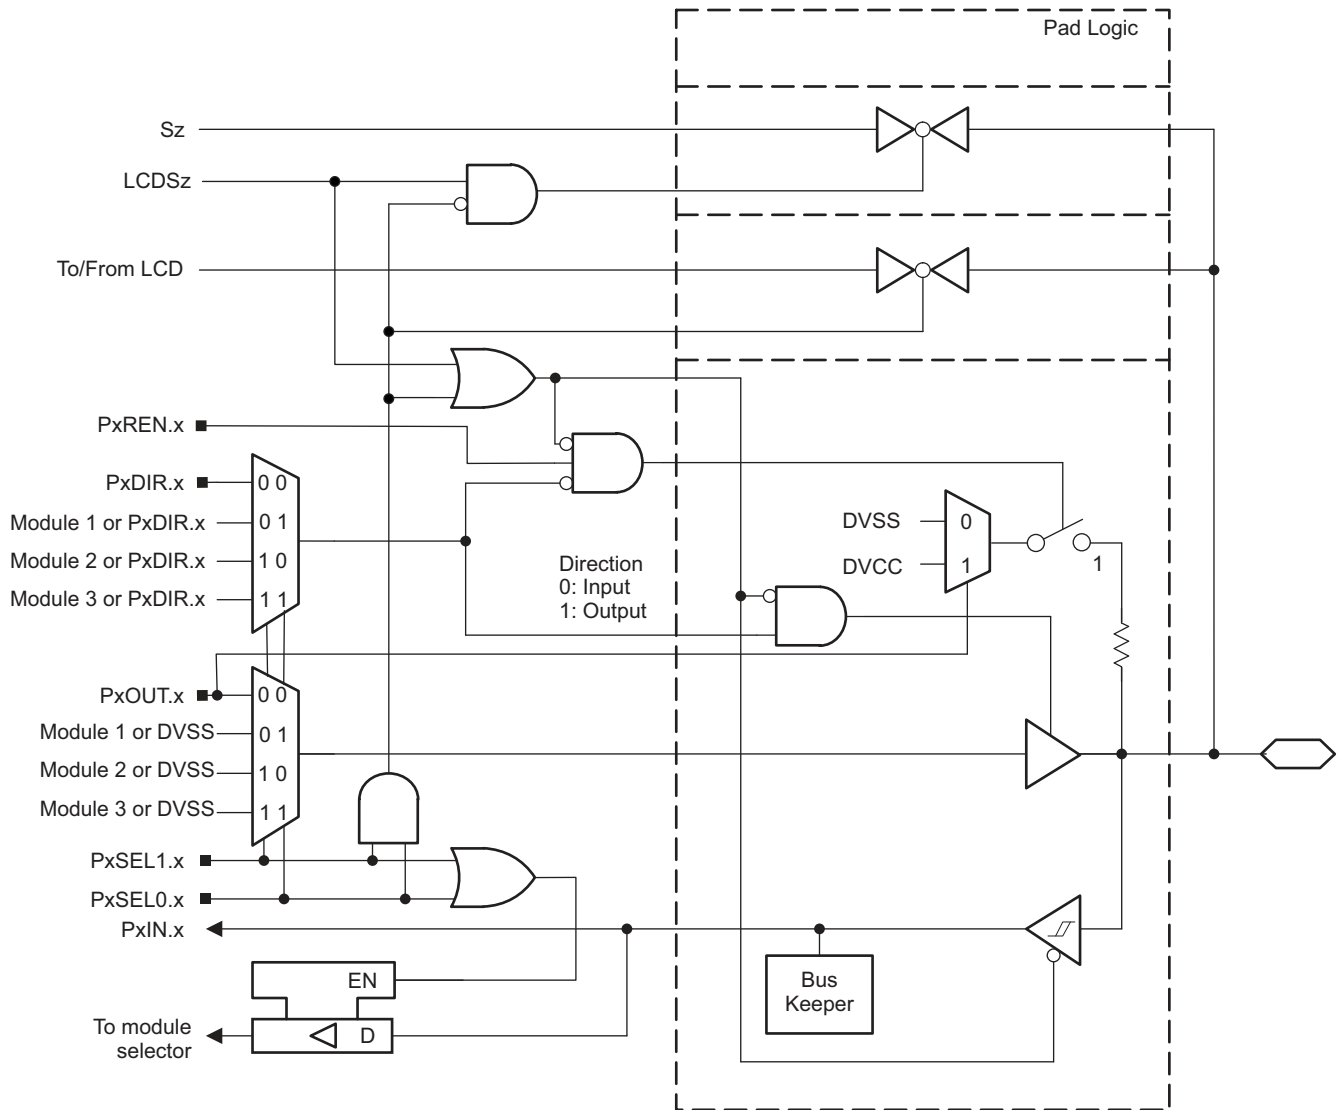 Pad Logic
Sz
LCDSz
To/From LCD
PxREN.x
PxDIR.x
0 0
Module 1 or PxDIR.x
0 1
Module 2 or PxDIR.x
1 0
Module 3 or PxDIR.x
1 1
Direction
0: Input
1: Output
DVSS
0
DVCC
1
1
PxOUT.x
0 0
Module 1 or DVSS
0 1
Module 2 or DVSS
1 0
Module 3 or DVSS
1 1
PxSEL1.x
PxSEL0.x
PxIN.x
EN
D
To module
selector
Bus
Keeper